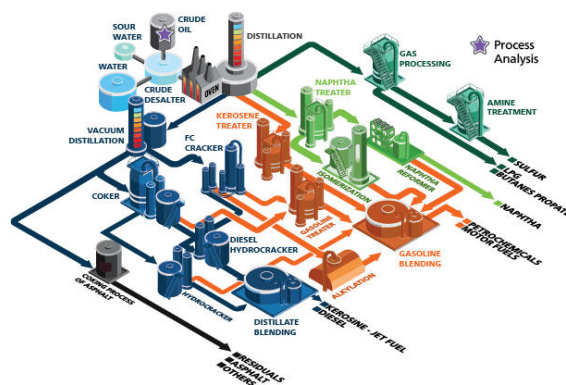 SOUR
WATER
CRUDE
OIL
DISTILLATION
Process
Analysis
WATER
CRUDE
DESALTER
OVEN
GAS
PROCESSING
AMINE
TREATMENT
NAPHTHA
TREATER
KEROSENE
TREATER
VACUUM
DISTILLATION
FC
CRACKER
ISOMERIZATION
NAPHTHA
REFORMER
SULFUR
LPG
BUTANES PROPATE
NAPHTHA
COKER
GASOLINE
TREATER
PETROCHEMICALS
MOTOR FUELS
DIESEL
HYDROCRACKER
GASOLINE
BLENDING
ALKYLATION
HYDROCRACKER
COKING PROCESS
OF ASPHALT
DISTILLATE
BLENDING
KEROSINE - JET FUEL
DIESEL
RESIDUALS
ASPHALT
OTHERS